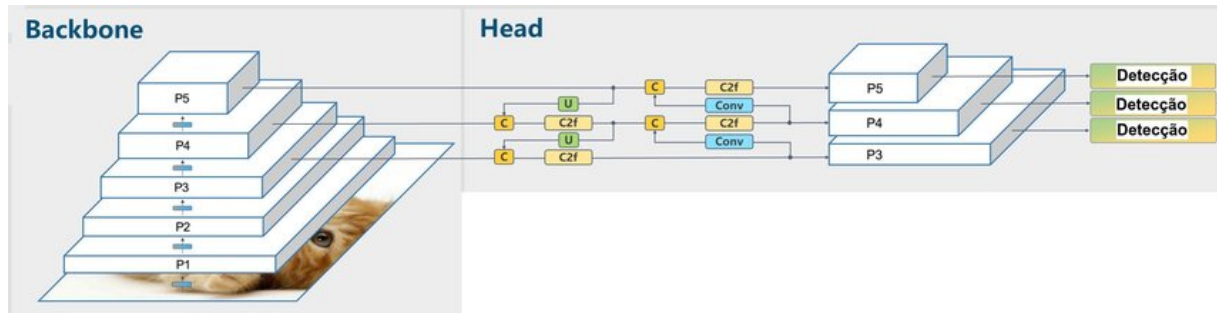 Backbone
Head
P5
P4
P3
P2
P1
C
C2f
U
Conv
C
C2f
U
C
C2f
Conv
C
C2f
P5
P4
P3
Detecção
Detecção
Detecção